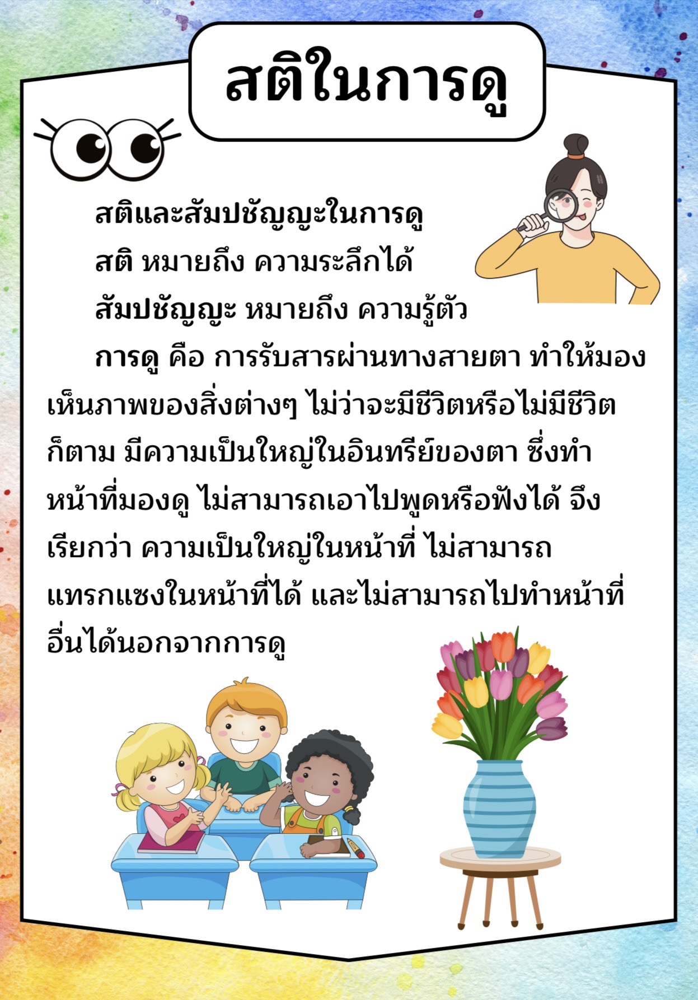 สติในการดู
สติและสัมปชัญญะในการดู
สติ หมายถึง ความระลึกได้
สัมปชัญญะ หมายถึง ความรู้ตัว
การดู คือ การรับสารผ่านทางสายตา ทำให้มอง
เห็นภาพของสิ่งต่างๆ ไม่ว่าจะมีชีวิตหรือไม่มีชีวิต
ก็ตาม มีความเป็นใหญ่ในอินทรีย์ของตา ซึ่งทำ
หน้าที่มองดู ไม่สามารถเอาไปพูดหรือฟังได้ จึง
เรียกว่า ความเป็นใหญ่ในหน้าที่ ไม่สามารถ
แทรกแซงในหน้าที่ได้ และไม่สามารถไปทำหน้าที่
อื่นได้นอกจากการดู